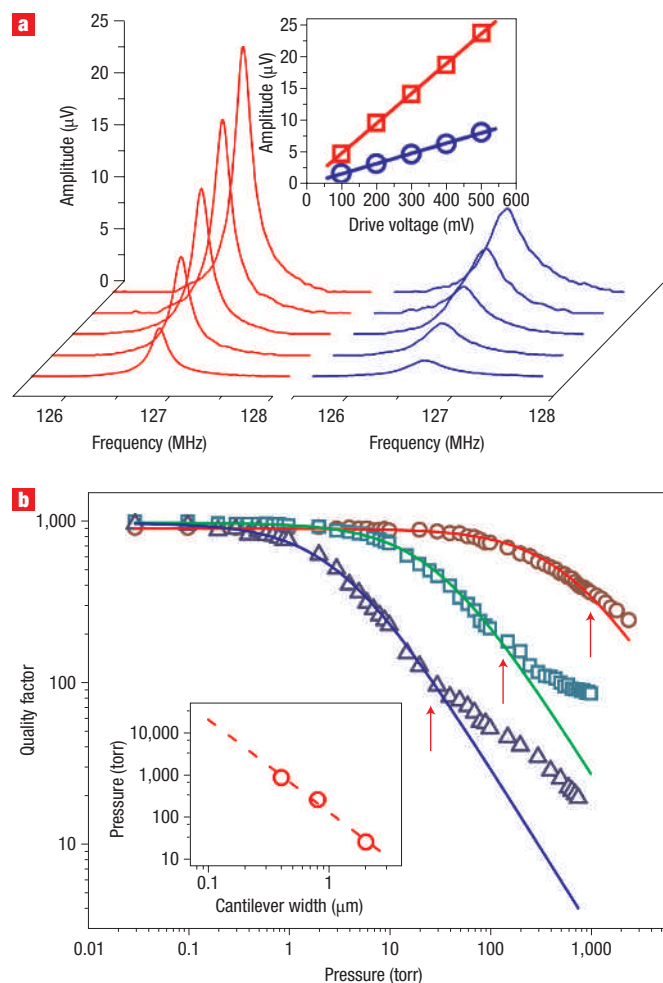 a
25
20
15
10
5
0
Amplitude (μV)
25
20
15
10
5
0
Amplitude (μV)
0 100 200 300 400 500 600
Drive voltage (mV)
126 127 128 126 127 128
Frequency (MHz) Frequency (MHz)
b
1,000
100
10
Quality factor
10,000
1,000
100
10
Pressure (torr)
0.1 1
Cantilever width (μm)
0.01 0.1 1 10 100 1,000
Pressure (torr)